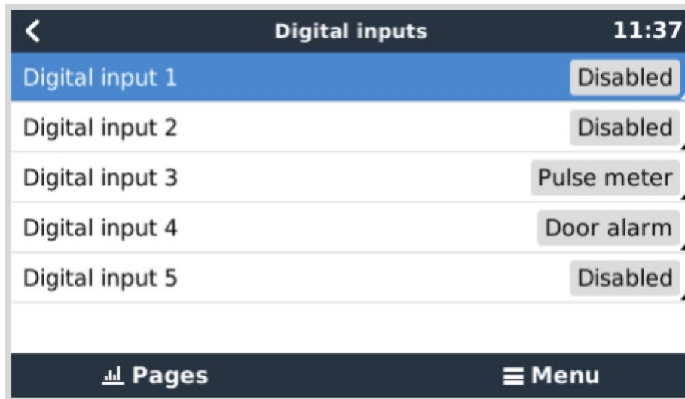 Digital inputs 11:37
Digital input 1 Disabled
Digital input 2 Disabled
Digital input 3 Pulse meter
Digital input 4 Door alarm
Digital input 5 Disabled
Pages Menu